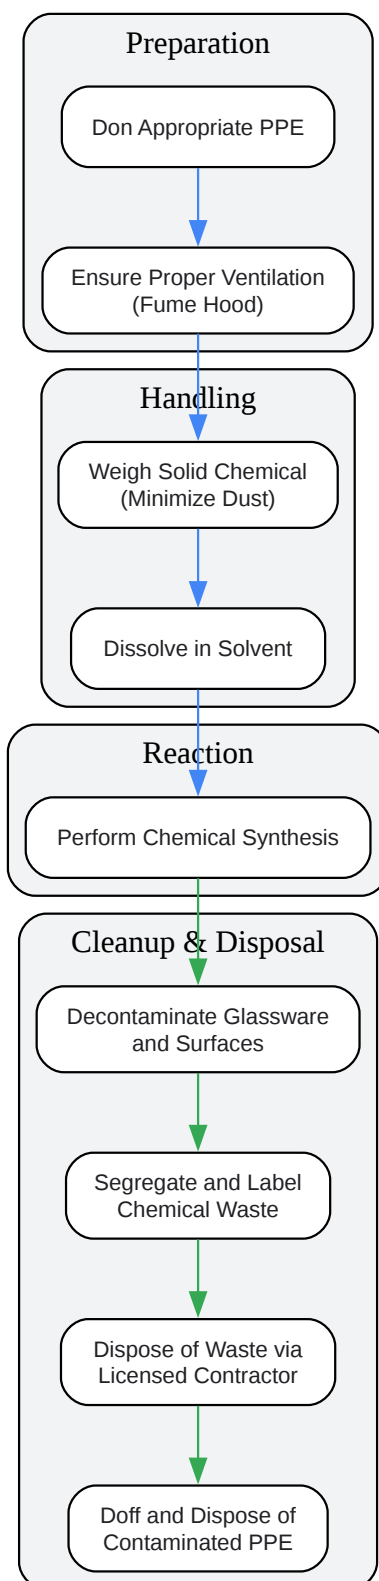 Preparation
Don Appropriate PPE
Ensure Proper Ventilation
(Fume Hood)
Handling
Weigh Solid Chemical
(Minimize Dust)
Dissolve in Solvent
Reaction
Perform Chemical Synthesis
Cleanup & Disposal
Decontaminate Glassware
and Surfaces
Segregate and Label
Chemical Waste
Dispose of Waste via
Licensed Contractor
Doff and Dispose of
Contaminated PPE